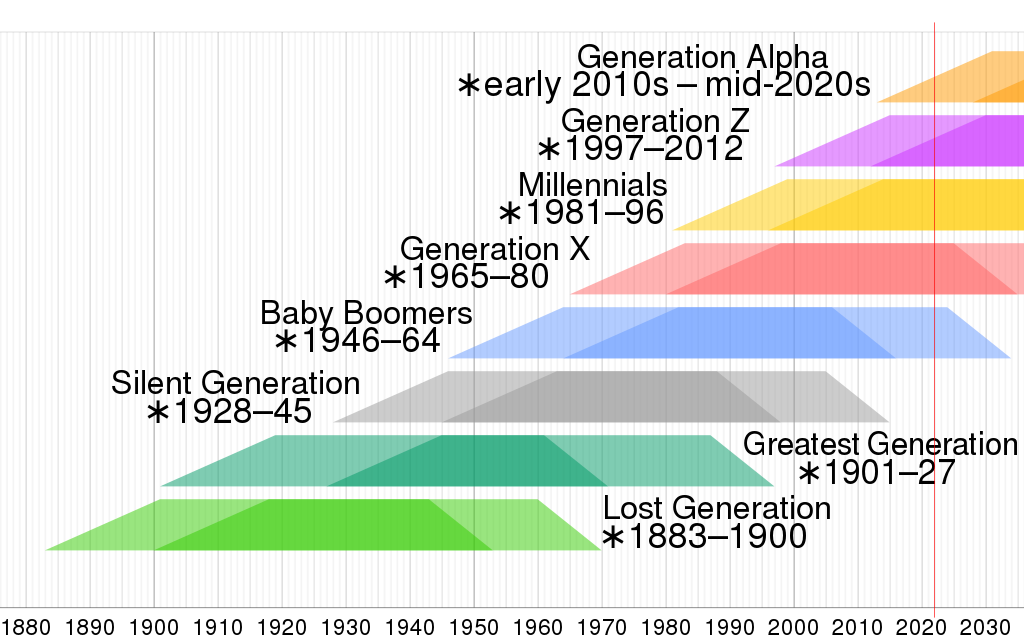 Generation Alpha
∗early 2010s – mid-2020s
Generation Z
∗1997–2012
Millennials
∗1981–96
Generation X
∗1965–80
Baby Boomers
∗1946–64
Silent Generation
∗1928–45
Greatest Generation
∗1901–27
Lost Generation
∗1883–1900
1880 1890 1900 1910 1920 1930 1940 1950 1960 1970 1980 1990 2000 2010 2020 2030